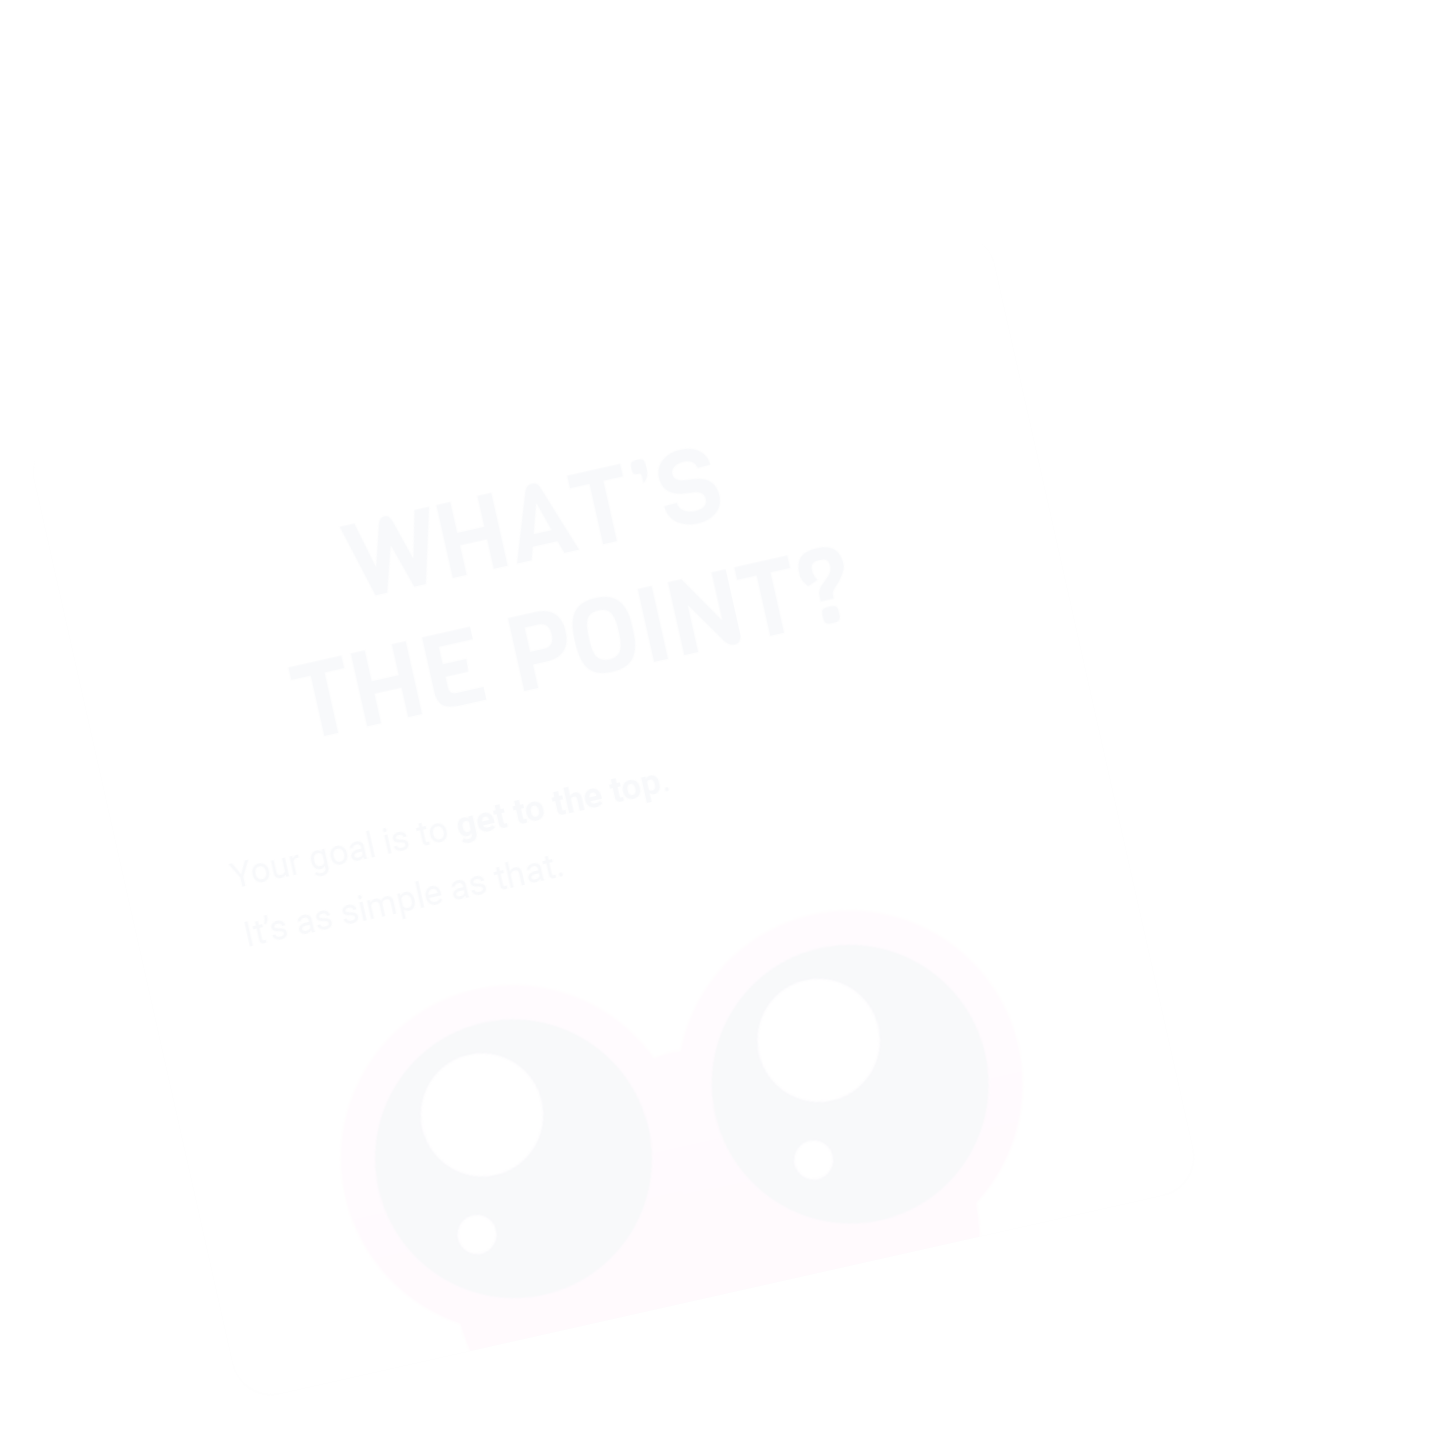 WHAT’S
THE POINT?
Your goal is to get to the top.
It's as simple as that.